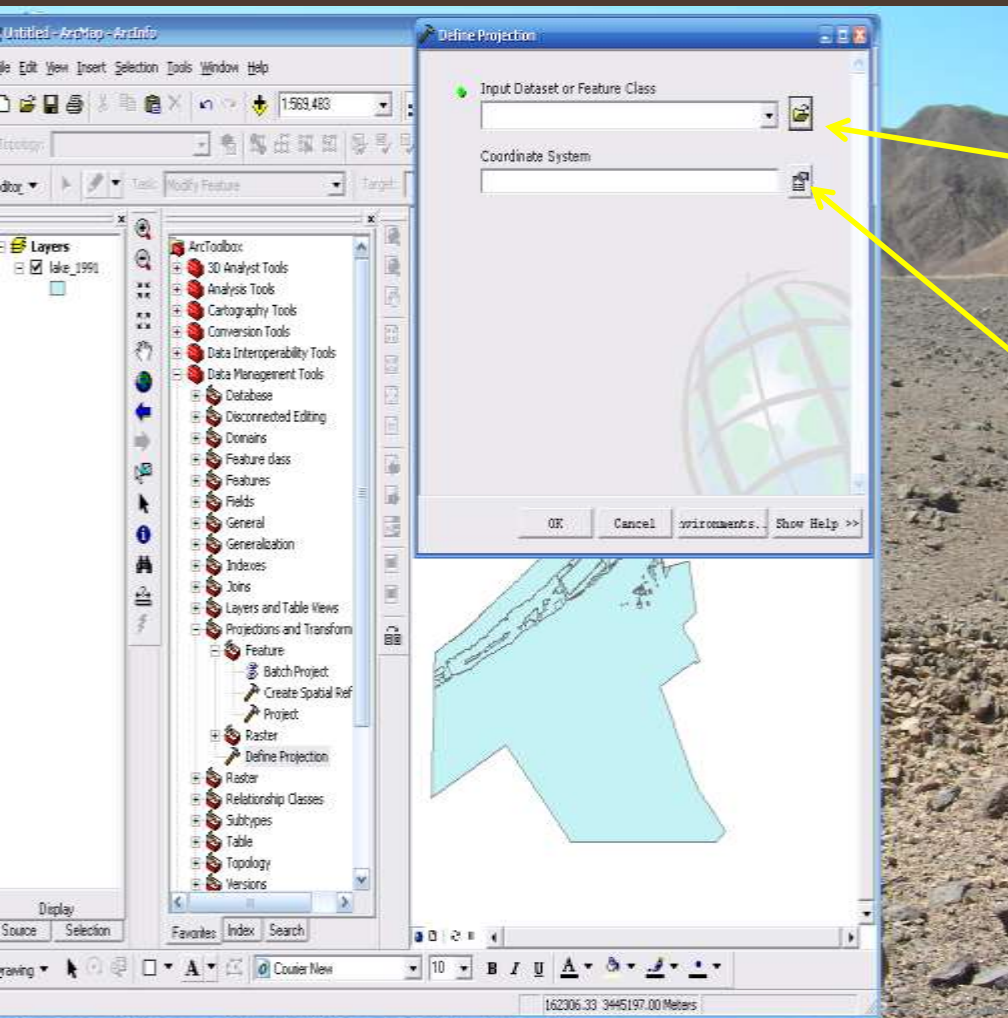 Untitled - ArcMap - ArcInfo
File Edit View Insert Selection Tools Window Help
1:569,483
Topology:
Editor Task: Modify Feature Target:
Layers
lake_1991
Display
Source Selection
ArcToolbox
3D Analyst Tools
Analysis Tools
Cartography Tools
Conversion Tools
Data Interoperability Tools
Data Management Tools
Database
Disconnected Editing
Domains
Feature class
Features
Fields
General
Generalization
Indexes
Joins
Layers and Table Views
Projections and Transform
Feature
Batch Project
Create Spatial Ref
Project
Raster
Define Projection
Raster
Relationship Classes
Subtypes
Table
Topology
Versions
Favorites Index Search
Define Projection
Input Dataset or Feature Class
Coordinate System
OK Cancel vironments.. Show Help >>
Drawing A Courier New 10 B I U A
162306.33 3445197.00 Meters